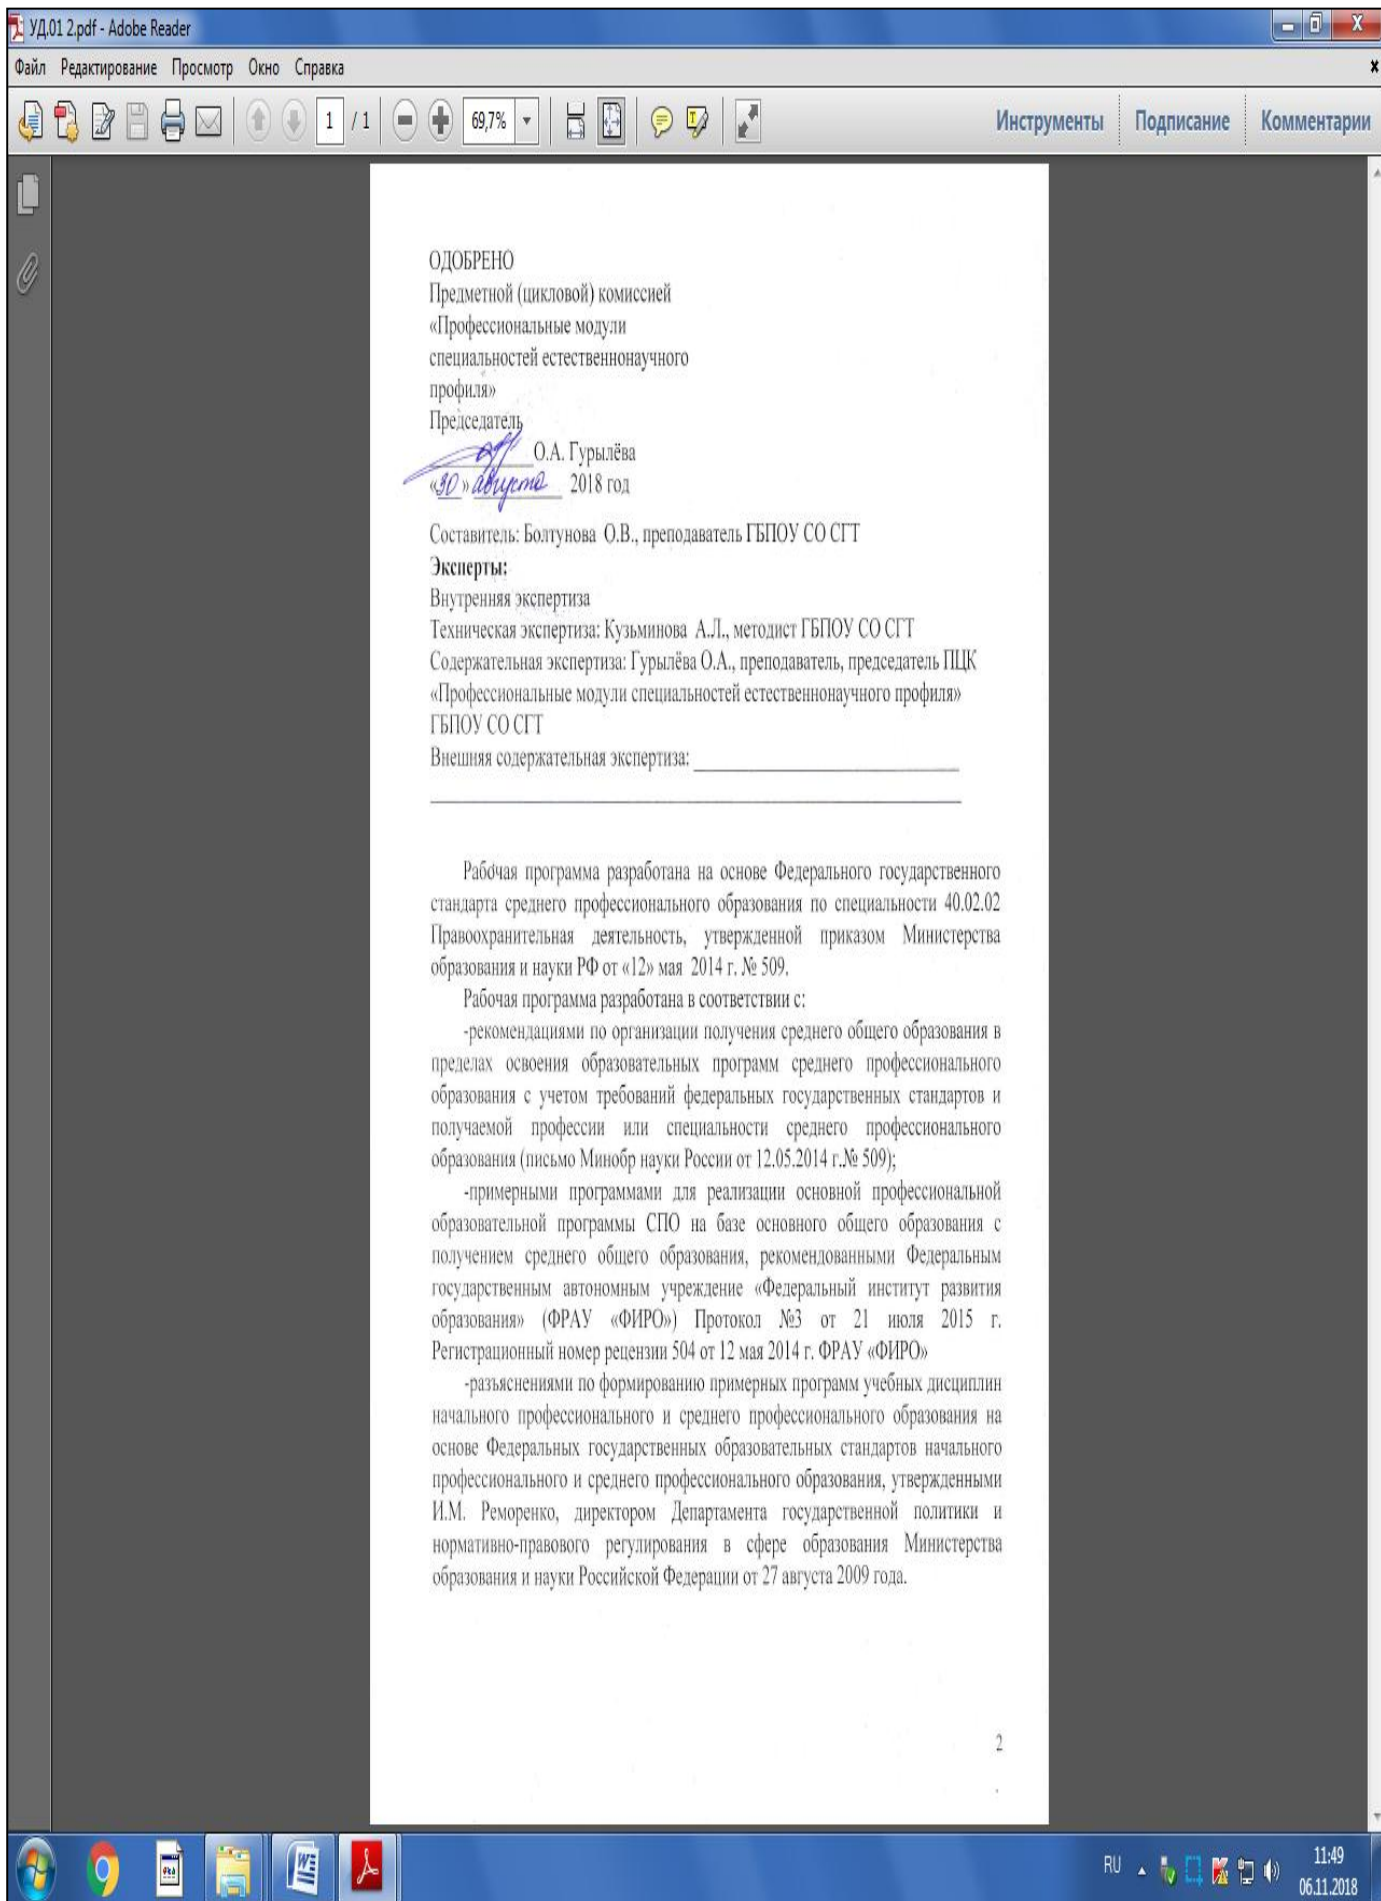 УД.01 2.pdf - Adobe Reader
Файл Редактирование Просмотр Окно Справка
1 / 1 69,7% Инструменты Подписание Комментарии
ОДОБРЕНО
Предметной (цикловой) комиссией
«Профессиональные модули
специальностей естественнонаучного
профиля»
Председатель
О.А. Гурылёва
«30» августа 2018 год
Составитель: Болтунова О.В., преподаватель ГБПОУ СО СГТ
Эксперты:
Внутренняя экспертиза
Техническая экспертиза: Кузьминова А.Л., методист ГБПОУ СО СГТ
Содержательная экспертиза: Гурылёва О.А., преподаватель, председатель ПЦК
«Профессиональные модули специальностей естественнонаучного профиля»
ГБПОУ СО СГТ
Внешняя содержательная экспертиза:
Рабочая программа разработана на основе Федерального государственного
стандарта среднего профессионального образования по специальности 40.02.02
Правоохранительная деятельность, утвержденной приказом Министерства
образования и науки РФ от «12» мая 2014 г. № 509.
Рабочая программа разработана в соответствии с:
-рекомендациями по организации получения среднего общего образования в
пределах освоения образовательных программ среднего профессионального
образования с учетом требований федеральных государственных стандартов и
получаемой профессии или специальности среднего профессионального
образования (письмо Минобр науки России от 12.05.2014 г.№ 509);
-примерными программами для реализации основной профессиональной
образовательной программы СПО на базе основного общего образования с
получением среднего общего образования, рекомендованными Федеральным
государственным автономным учреждение «Федеральный институт развития
образования» (ФРАУ «ФИРО») Протокол №3 от 21 июля 2015 г.
Регистрационный номер рецензии 504 от 12 мая 2014 г. ФРАУ «ФИРО»
-разъяснениями по формированию примерных программ учебных дисциплин
начального профессионального и среднего профессионального образования на
основе Федеральных государственных образовательных стандартов начального
профессионального и среднего профессионального образования, утвержденными
И.М. Реморенко, директором Департамента государственной политики и
нормативно-правового регулирования в сфере образования Министерства
образования и науки Российской Федерации от 27 августа 2009 года.
2
RU 11:49
06.11.2018